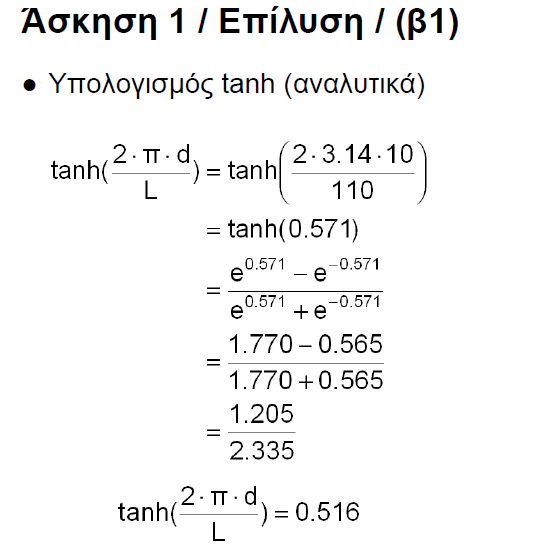 Άσκηση 1 / Επίλυση / (β1)
● Υπολογισμός tanh (αναλυτικά)
tanh(2·π·d/L) = tanh(2·3.14·10/110)
= tanh(0.571)
= (e^0.571 − e^−0.571)/(e^0.571 + e^−0.571)
= (1.770 − 0.565)/(1.770 + 0.565)
= 1.205/2.335
tanh(2·π·d/L) = 0.516